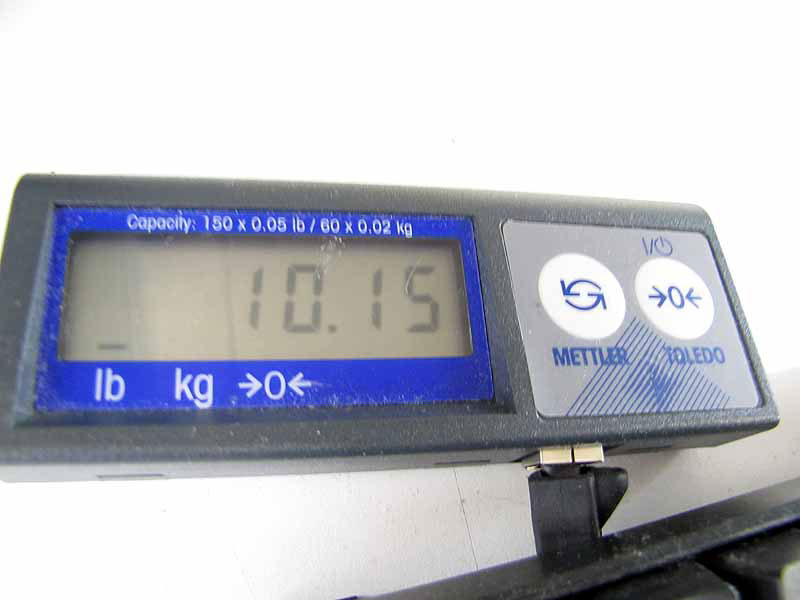 Capacity: 150 x 0.05 lb / 60 x 0.02 kg
10.15
lb kg →0←
I/⏻
→0←
METTLER TOLEDO